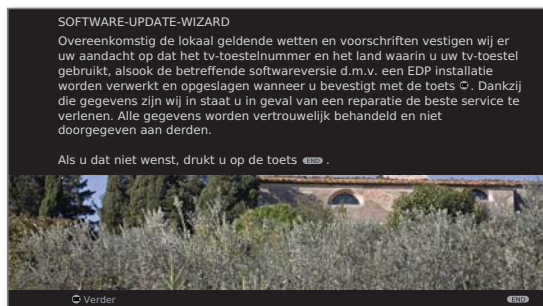 SOFTWARE-UPDATE-WIZARD
Overeenkomstig de lokaal geldende wetten en voorschriften vestigen wij er
uw aandacht op dat het tv-toestelnummer en het land waarin u uw tv-toestel
gebruikt, alsook de betreffende softwareversie d.m.v. een EDP installatie
worden verwerkt en opgeslagen wanneer u bevestigt met de toets OK. Dankzij
die gegevens zijn wij in staat u in geval van een reparatie de beste service te
verlenen. Alle gegevens worden vertrouwelijk behandeld en niet
doorgegeven aan derden.
Als u dat niet wenst, drukt u op de toets END .
OK Verder
END